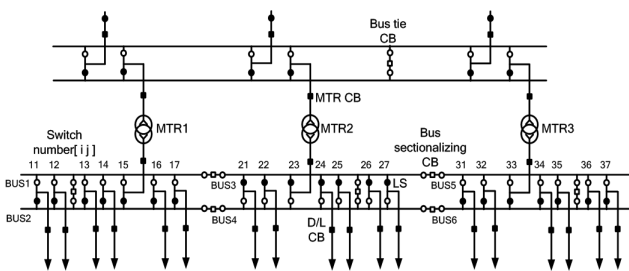 Bus tie
CB
MTR CB
MTR1
MTR2
MTR3
Switch
number[ i j ]
Bus
sectionalizing
CB
11 12 13 14 15 16 17 21 22 23 24 25 26 27 31 32 33 34 35 36 37
BUS1 BUS3 LS BUS5
BUS2 BUS4 BUS6
D/L
CB